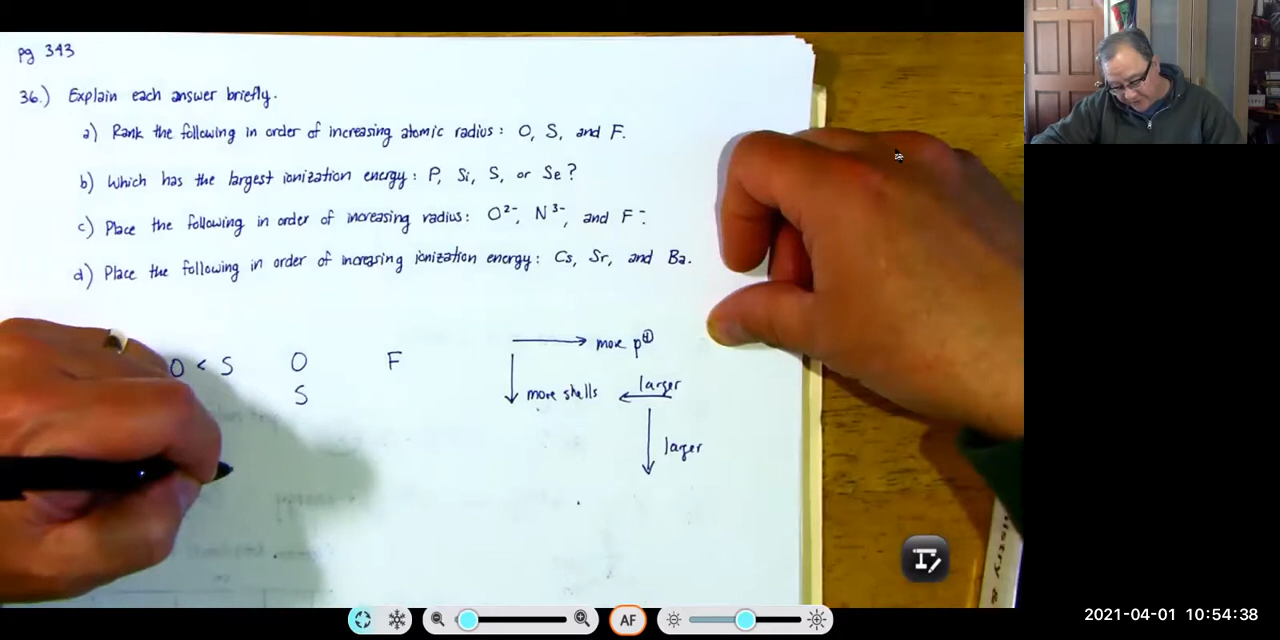 pg 343
36.) Explain each answer briefly.
a) Rank the following in order of increasing atomic radius: O, S, and F.
b) Which has the largest ionization energy: P, Si, S, or Se?
c) Place the following in order of increasing radius: O²⁻, N³⁻, and F⁻.
d) Place the following in order of increasing ionization energy: Cs, Sr, and Ba.
O < S O F
S
more p⊕
more shells
larger
larger
istry &
AF
2021-04-01 10:54:38